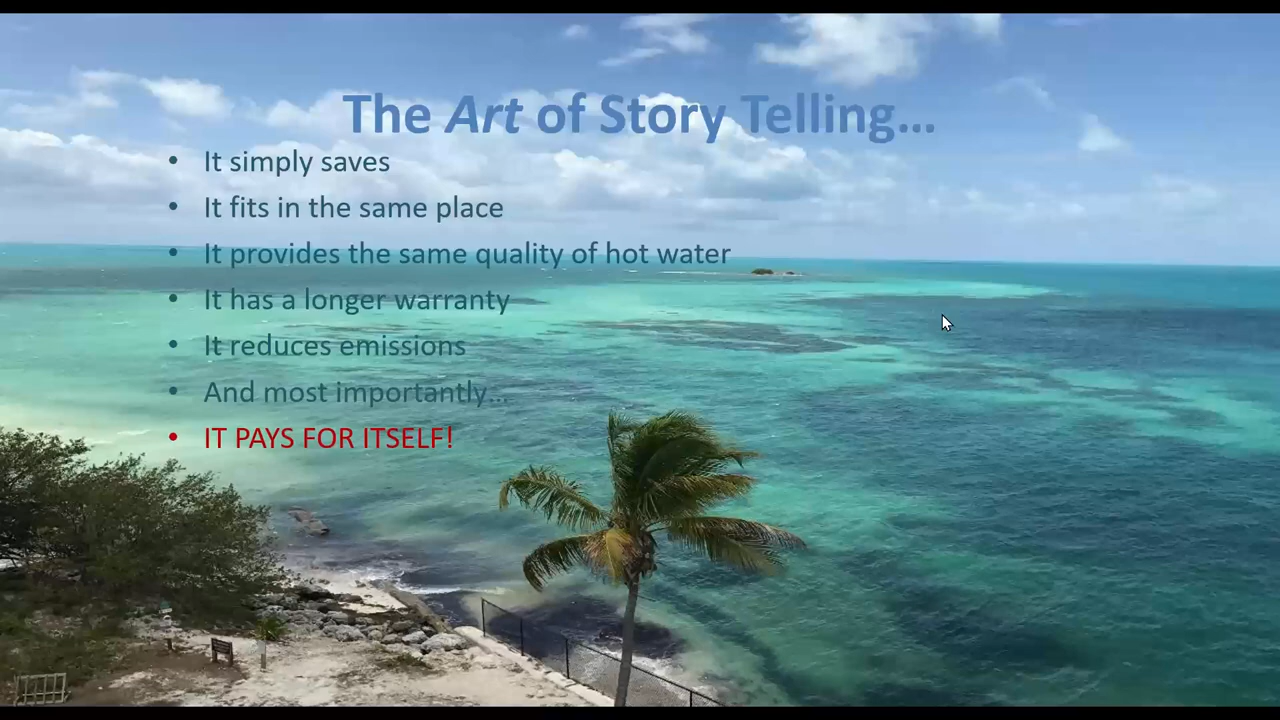 The Art of Story Telling...
• It simply saves
• It fits in the same place
• It provides the same quality of hot water
• It has a longer warranty
• It reduces emissions
• And most importantly...
• IT PAYS FOR ITSELF!